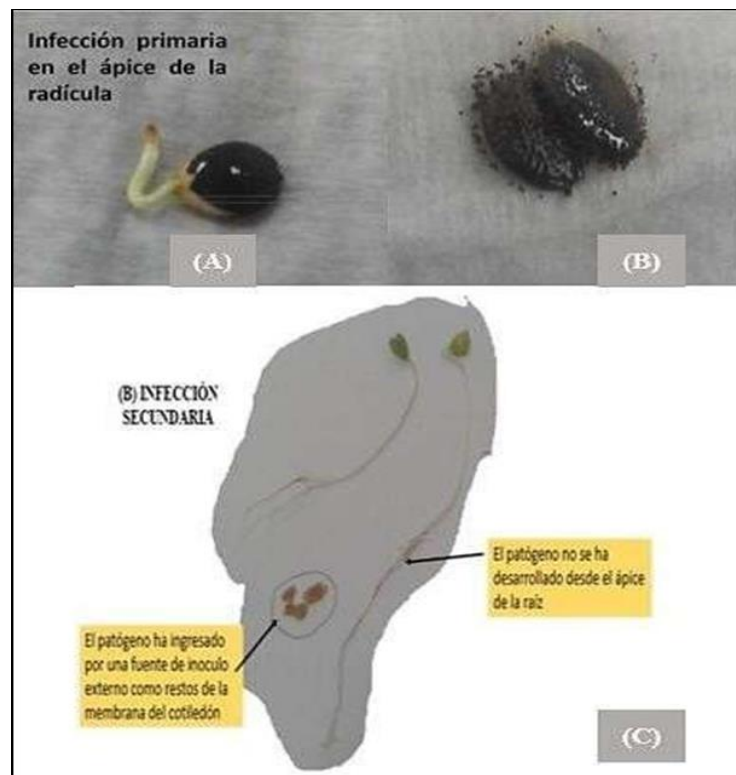 Infección primaria
en el ápice de la
radícula
(A)
(B)
(B) INFECCIÓN
SECUNDARIA
El patógeno no se ha
desarrollado desde el ápice
de la raíz
El patógeno ha ingresado
por una fuente de inoculo
externo como restos de la
membrana del cotiledón
(C)